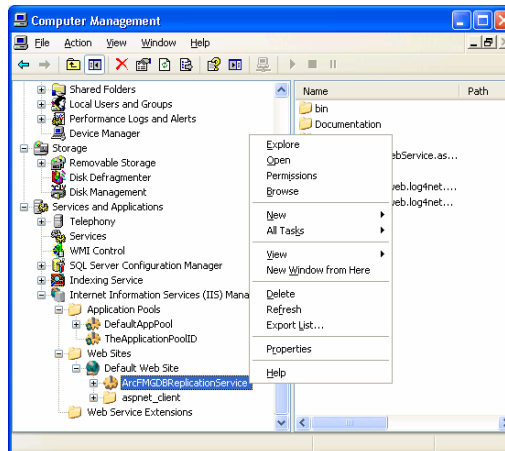 Computer Management
File Action View Window Help
Shared Folders
Local Users and Groups
Performance Logs and Alerts
Device Manager
Storage
Removable Storage
Disk Defragmenter
Disk Management
Services and Applications
Telephony
Services
WMI Control
SQL Server Configuration Manager
Indexing Service
Internet Information Services (IIS) Mana
Application Pools
DefaultAppPool
TheApplicationPoolID
Web Sites
Default Web Site
ArcFMGDBReplicationService
aspnet_client
Web Service Extensions
Explore
Open
Permissions
Browse
New
All Tasks
View
New Window from Here
Delete
Refresh
Export List...
Properties
Help
Name Path
bin
Documentation
ebService.as...
web.log4net....
web.log4net...